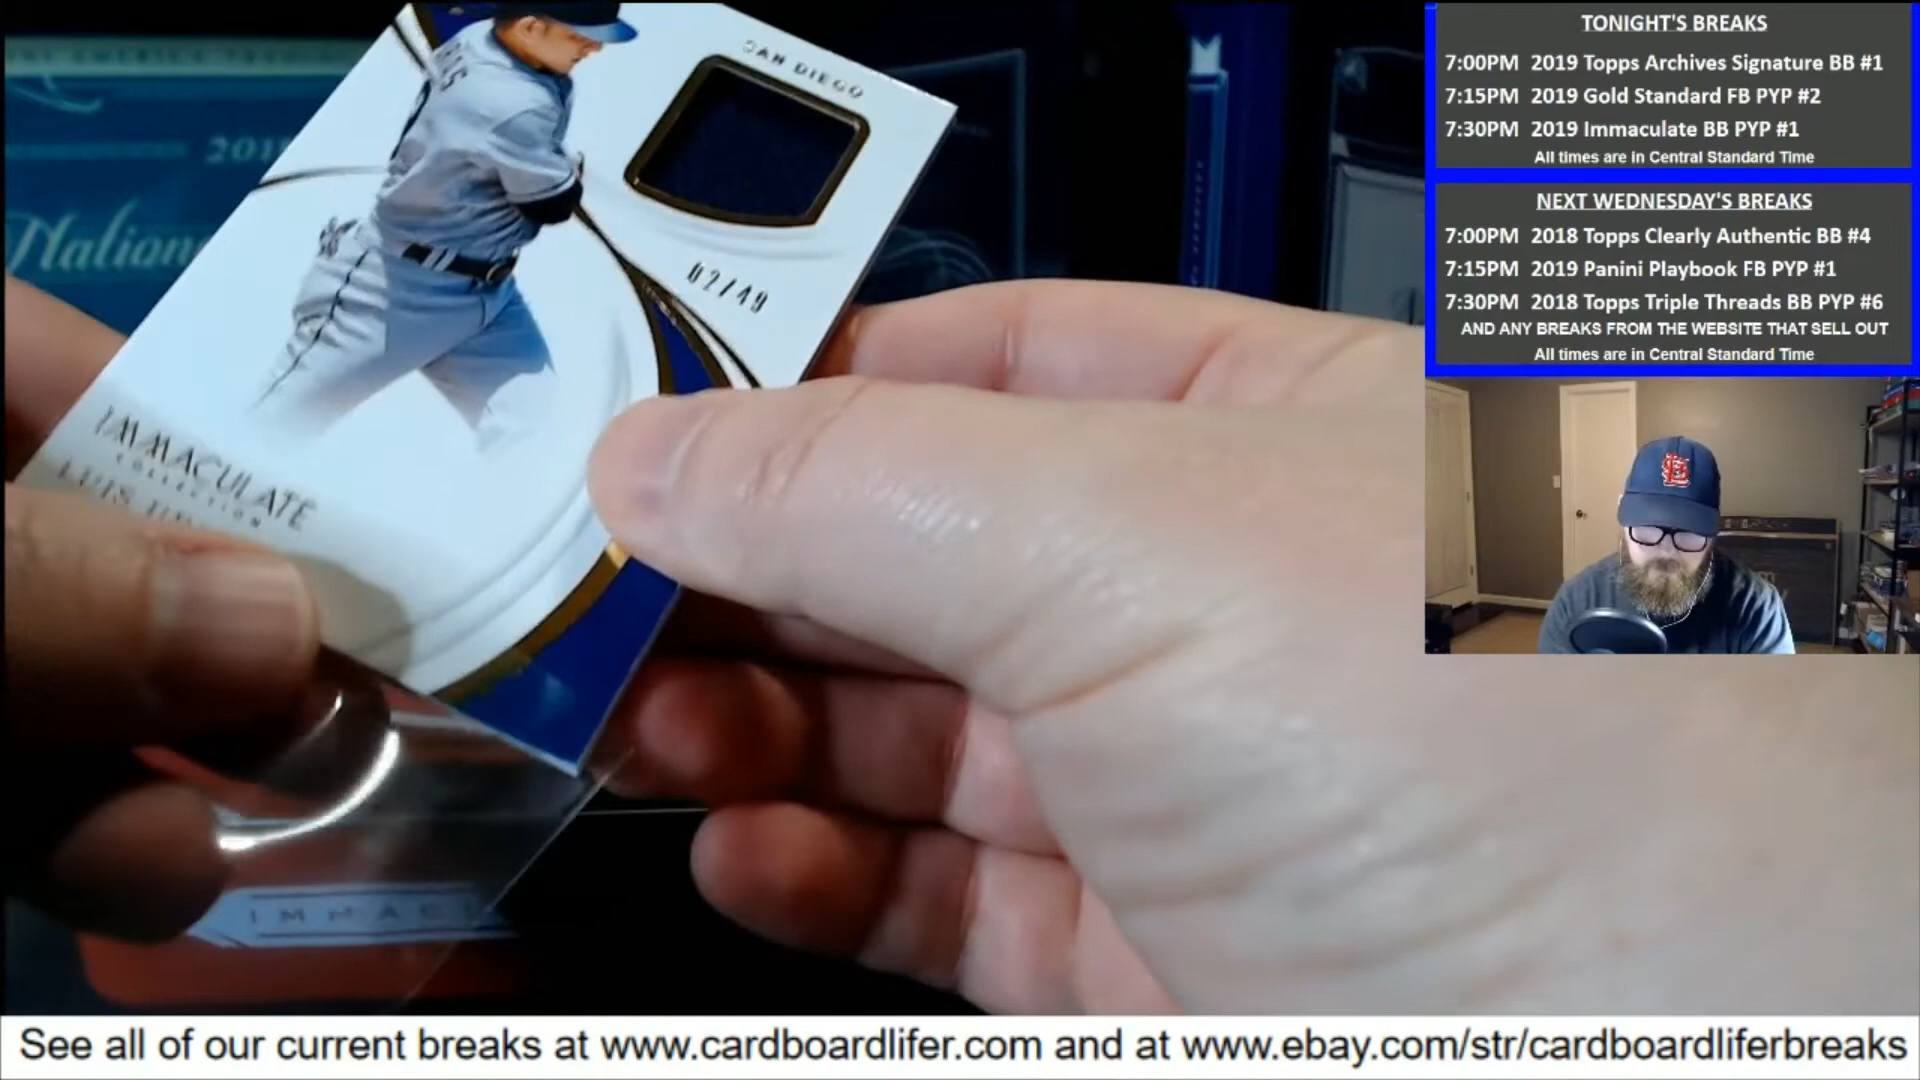 SAN DIEGO
02/49
IMMACULATE
COLLECTION
LUIS
201
Nation
IMMAC
TONIGHT'S BREAKS
7:00PM 2019 Topps Archives Signature BB #1
7:15PM 2019 Gold Standard FB PYP #2
7:30PM 2019 Immaculate BB PYP #1
All times are in Central Standard Time
NEXT WEDNESDAY'S BREAKS
7:00PM 2018 Topps Clearly Authentic BB #4
7:15PM 2019 Panini Playbook FB PYP #1
7:30PM 2018 Topps Triple Threads BB PYP #6
AND ANY BREAKS FROM THE WEBSITE THAT SELL OUT
All times are in Central Standard Time
See all of our current breaks at www.cardboardlifer.com and at www.ebay.com/str/cardboardliferbreaks